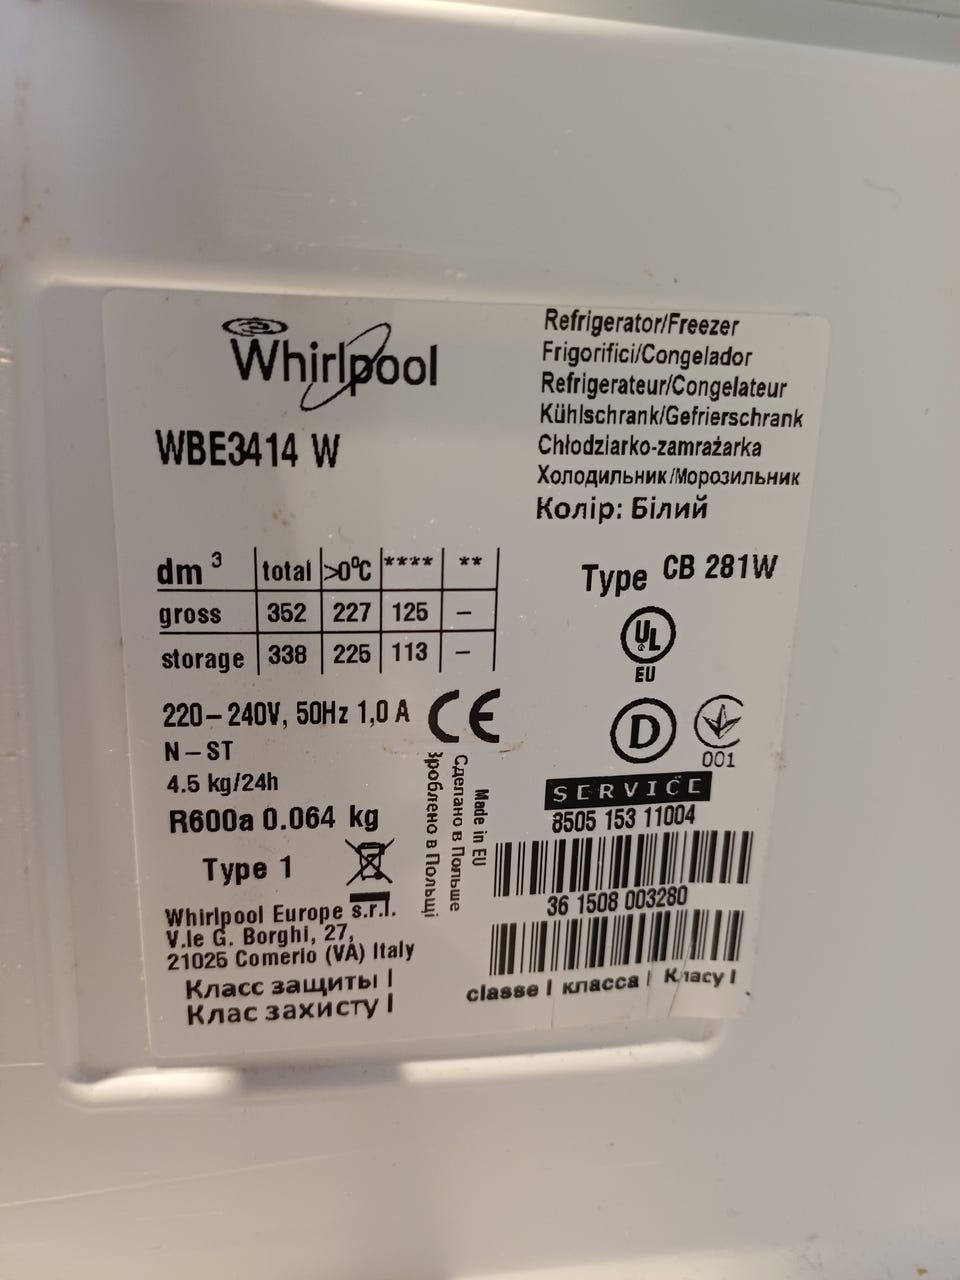 Whirlpool
WBE3414 W
Refrigerator/Freezer
Frigorifici/Congelador
Refrigerateur/Congelateur
Kühlschrank/Gefrierschrank
Chłodziarko-zamrażarka
Холодильник/Морозильник
Колір: Білий
dm³ total >0°C **** **
gross 352 227 125 –
storage 338 225 113 –
Type CB 281W
UL
EU
220–240V, 50Hz 1,0 A
CE
N–ST
4.5 kg/24h
R600a 0.064 kg
Type 1
D
001
Made in EU
Сделано в Польше
Зроблено в Польщі
SERVICE
8505 153 11004
36 1508 003280
Whirlpool Europe s.r.l.
V.le G. Borghi, 27,
21025 Comerio (VA) Italy
Класс защиты I
Клас захисту I
classe I класса I Класу I